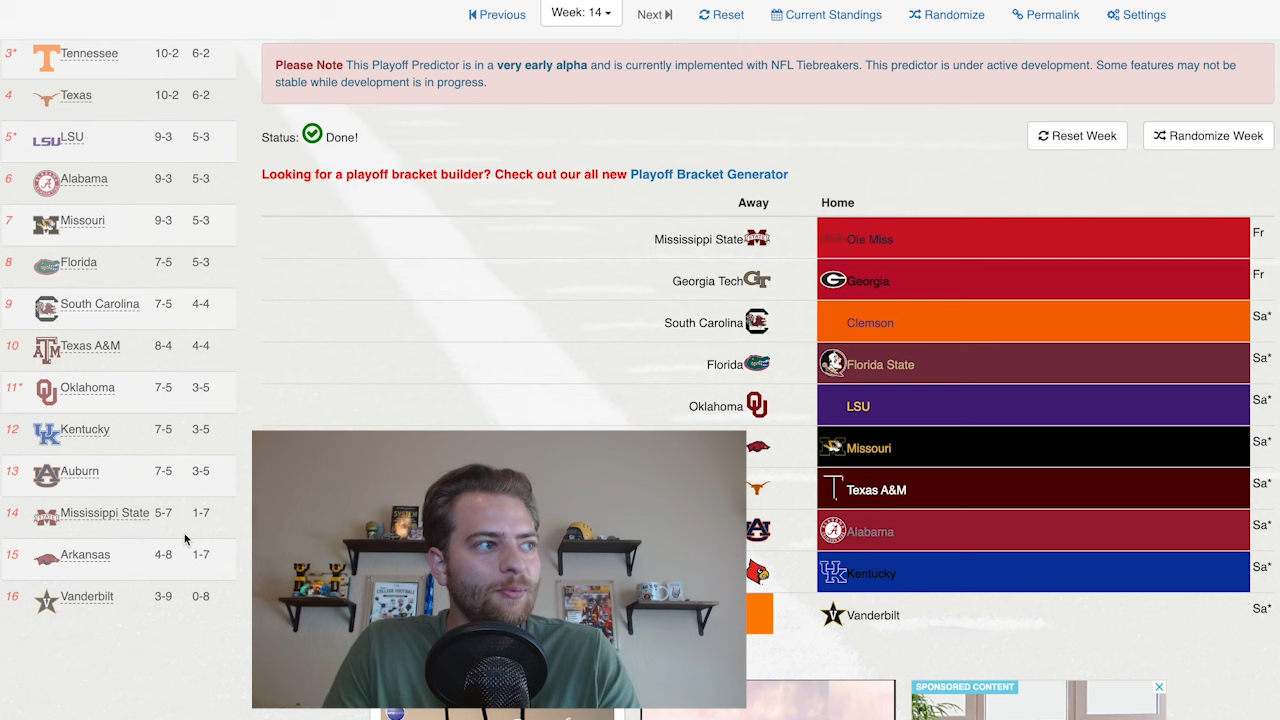 Previous Week: 14 Next Reset Current Standings Randomize Permalink Settings
3* Tennessee 10-2 6-2
4 Texas 10-2 6-2
5* LSU 9-3 5-3
6 Alabama 9-3 5-3
7 Missouri 9-3 5-3
8 Florida 7-5 5-3
9 South Carolina 7-5 4-4
10 Texas A&M 8-4 4-4
11* Oklahoma 7-5 3-5
12 Kentucky 7-5 3-5
13 Auburn 7-5 3-5
14 Mississippi State 5-7 1-7
15 Arkansas 4-8 1-7
16 Vanderbilt 3-9 0-8
Please Note This Playoff Predictor is in a very early alpha and is currently implemented with NFL Tiebreakers. This predictor is under active development. Some features may not be
stable while development is in progress.
Status: Done!
Reset Week Randomize Week
Looking for a playoff bracket builder? Check out our all new Playoff Bracket Generator
Away Home
Mississippi State Ole Miss Fr
Georgia Tech Georgia Fr
South Carolina Clemson Sa*
Florida Florida State Sa*
Oklahoma LSU Sa*
Missouri Sa*
Texas A&M Sa*
Alabama Sa*
Kentucky Sa*
Vanderbilt Sa*
SPONSORED CONTENT